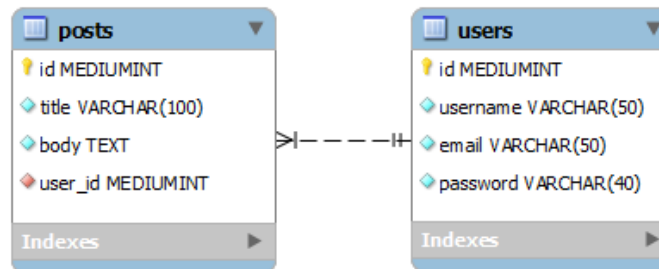 posts
id MEDIUMINT
title VARCHAR(100)
body TEXT
user_id MEDIUMINT
Indexes
users
id MEDIUMINT
username VARCHAR(50)
email VARCHAR(50)
password VARCHAR(40)
Indexes